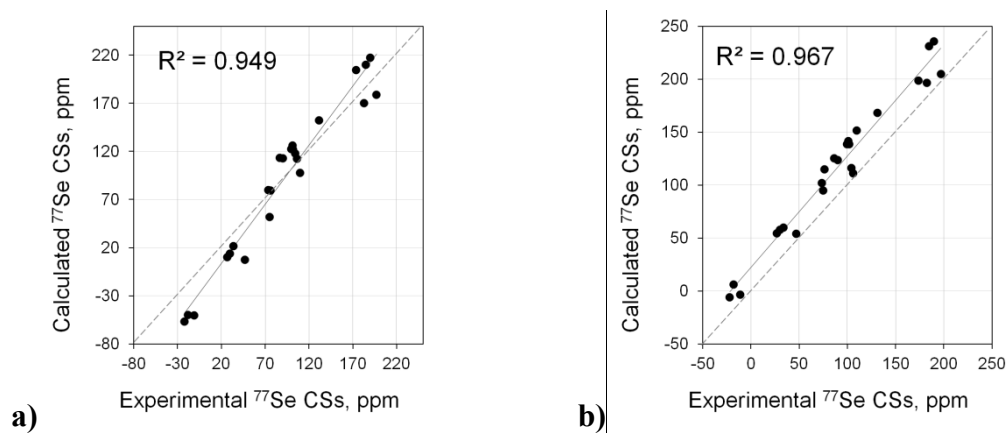 R² = 0.949
Calculated ⁷⁷Se CSs, ppm
220
170
120
70
20
-30
-80
-80 -30 20 70 120 170 220
Experimental ⁷⁷Se CSs, ppm
a)
R² = 0.967
Calculated ⁷⁷Se CSs, ppm
250
200
150
100
50
0
-50
-50 0 50 100 150 200 250
Experimental ⁷⁷Se CSs, ppm
b)